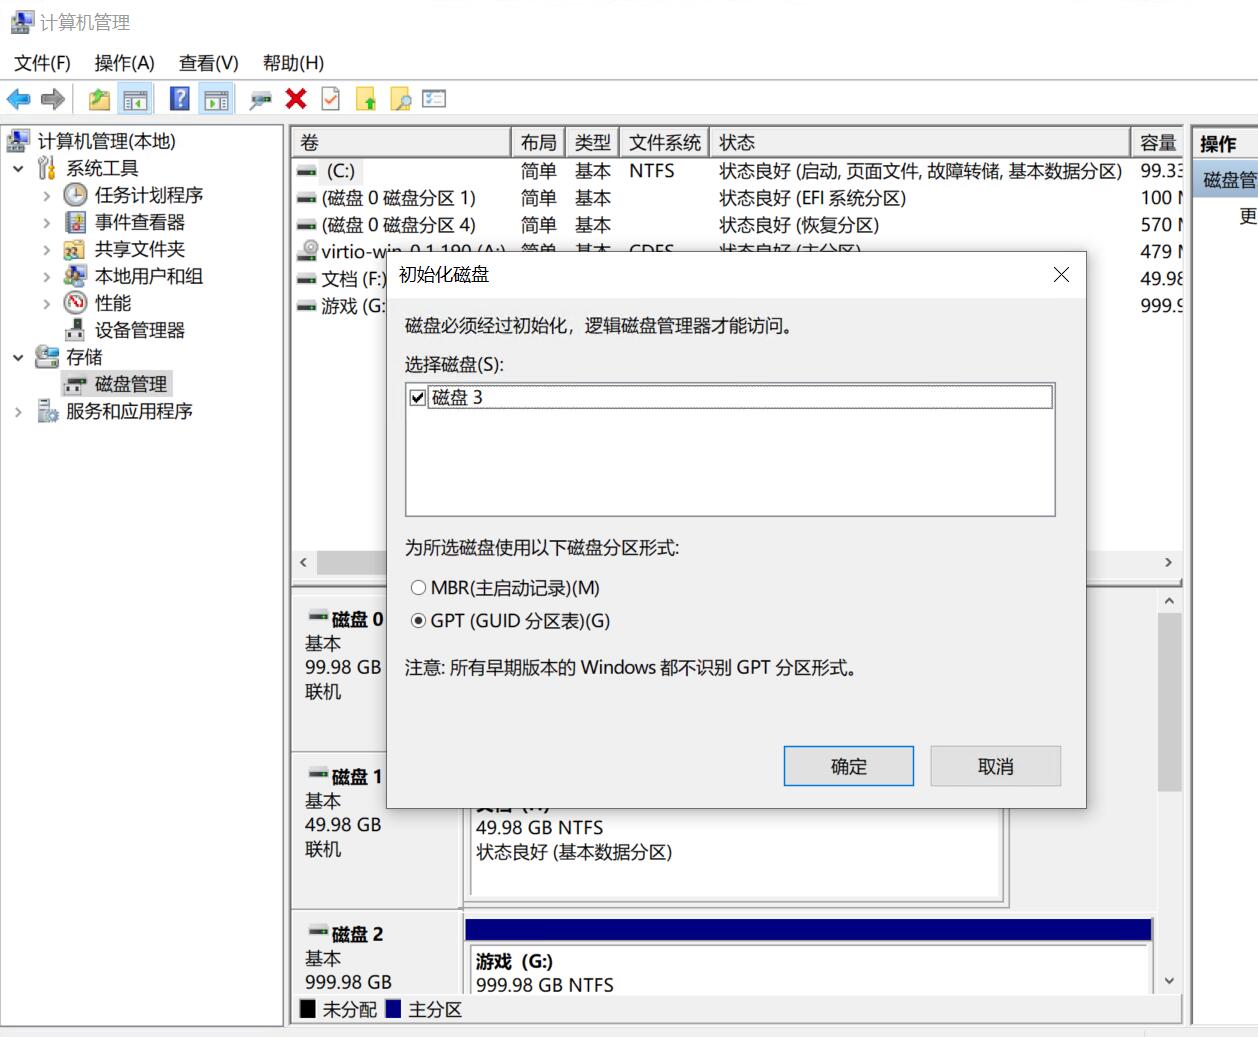 计算机管理
文件(F) 操作(A) 查看(V) 帮助(H)
计算机管理(本地)
系统工具
任务计划程序
事件查看器
共享文件夹
本地用户和组
性能
设备管理器
存储
磁盘管理
服务和应用程序
卷 布局 类型 文件系统 状态 容量
(C:) 简单 基本 NTFS 状态良好 (启动, 页面文件, 故障转储, 基本数据分区) 99.33
(磁盘 0 磁盘分区 1) 简单 基本 状态良好 (EFI 系统分区) 100
(磁盘 0 磁盘分区 4) 简单 基本 状态良好 (恢复分区) 570
virtio-win-0.1.190 (A:) 简单 基本 CDFS 状态良好 (主分区) 479
文档 (F:) 49.98
游戏 (G: 999.9
操作
磁盘管
更
初始化磁盘
磁盘必须经过初始化，逻辑磁盘管理器才能访问。
选择磁盘(S):
磁盘 3
为所选磁盘使用以下磁盘分区形式:
MBR(主启动记录)(M)
GPT (GUID 分区表)(G)
注意: 所有早期版本的 Windows 都不识别 GPT 分区形式。
确定 取消
磁盘 0
基本
99.98 GB
联机
磁盘 1
基本
49.98 GB
联机
49.98 GB NTFS
状态良好 (基本数据分区)
磁盘 2
基本
999.98 GB
游戏 (G:)
999.98 GB NTFS
未分配 主分区